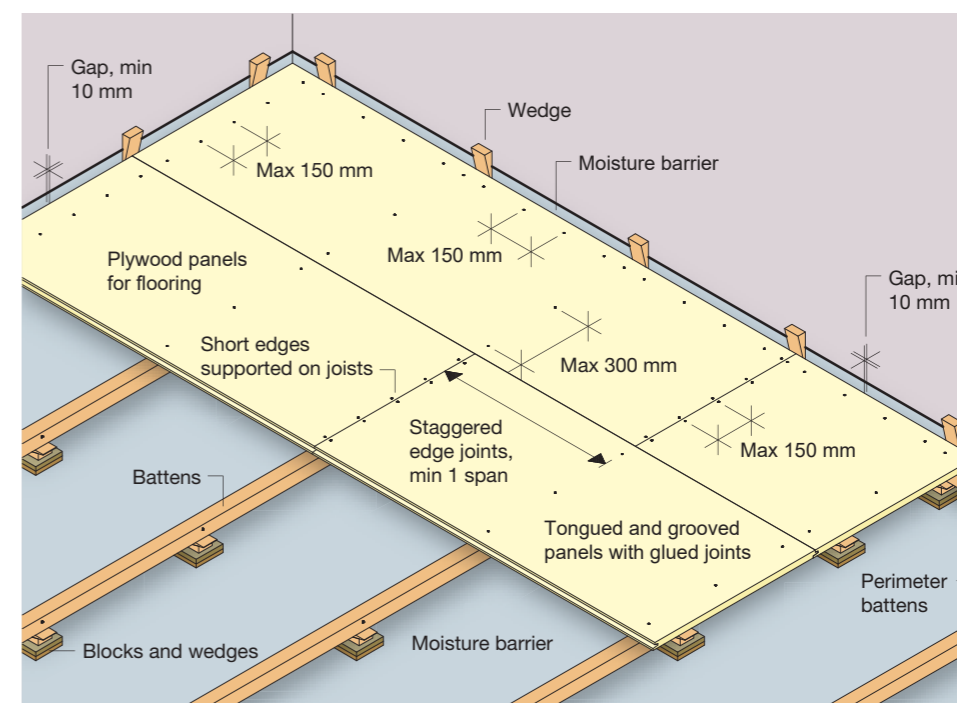 Gap, min
10 mm
Wedge
Moisture barrier
Max 150 mm
Max 150 mm
Plywood panels
for flooring
Gap, mi
10 mm
Short edges
supported on joists
Max 300 mm
Staggered
edge joints,
min 1 span
Max 150 mm
Battens
Tongued and grooved
panels with glued joints
Perimeter
battens
Blocks and wedges
Moisture barrier